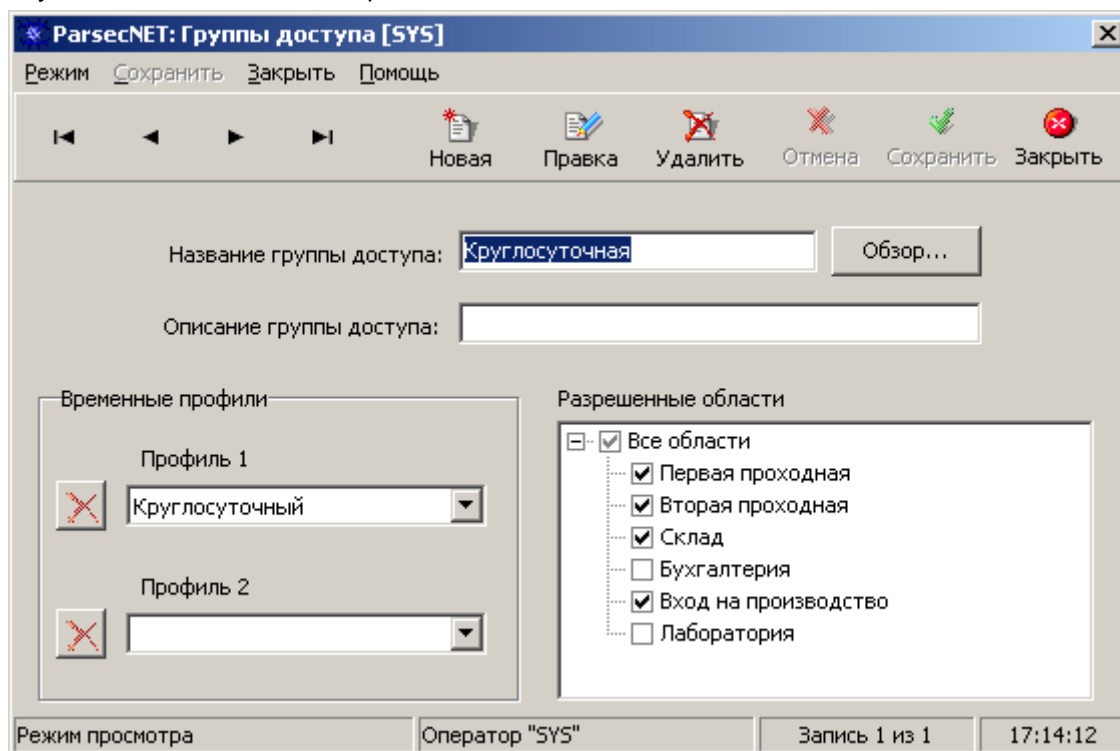 ParsecNET: Группы доступа [SYS]
Режим Сохранить Закрыть Помощь
Новая Правка Удалить Отмена Сохранить Закрыть
Название группы доступа: Круглосуточная Обзор...
Описание группы доступа:
Временные профили
Профиль 1
Круглосуточный
Профиль 2
Разрешенные области
Все области
Первая проходная
Вторая проходная
Склад
Бухгалтерия
Вход на производство
Лаборатория
Режим просмотра Оператор "SYS" Запись 1 из 1 17:14:12